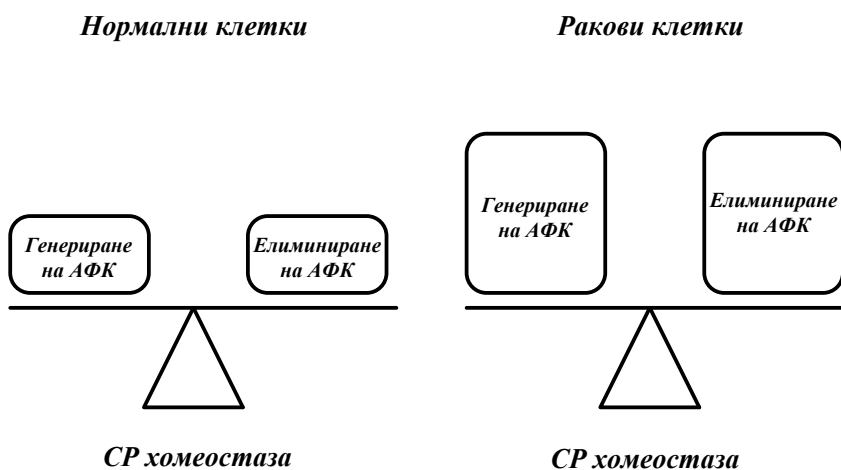 Нормални клетки
Ракови клетки
Генериране
на АФК
Елиминиране
на АФК
Генериране
на АФК
Елиминиране
на АФК
СР хомеостаза
СР хомеостаза